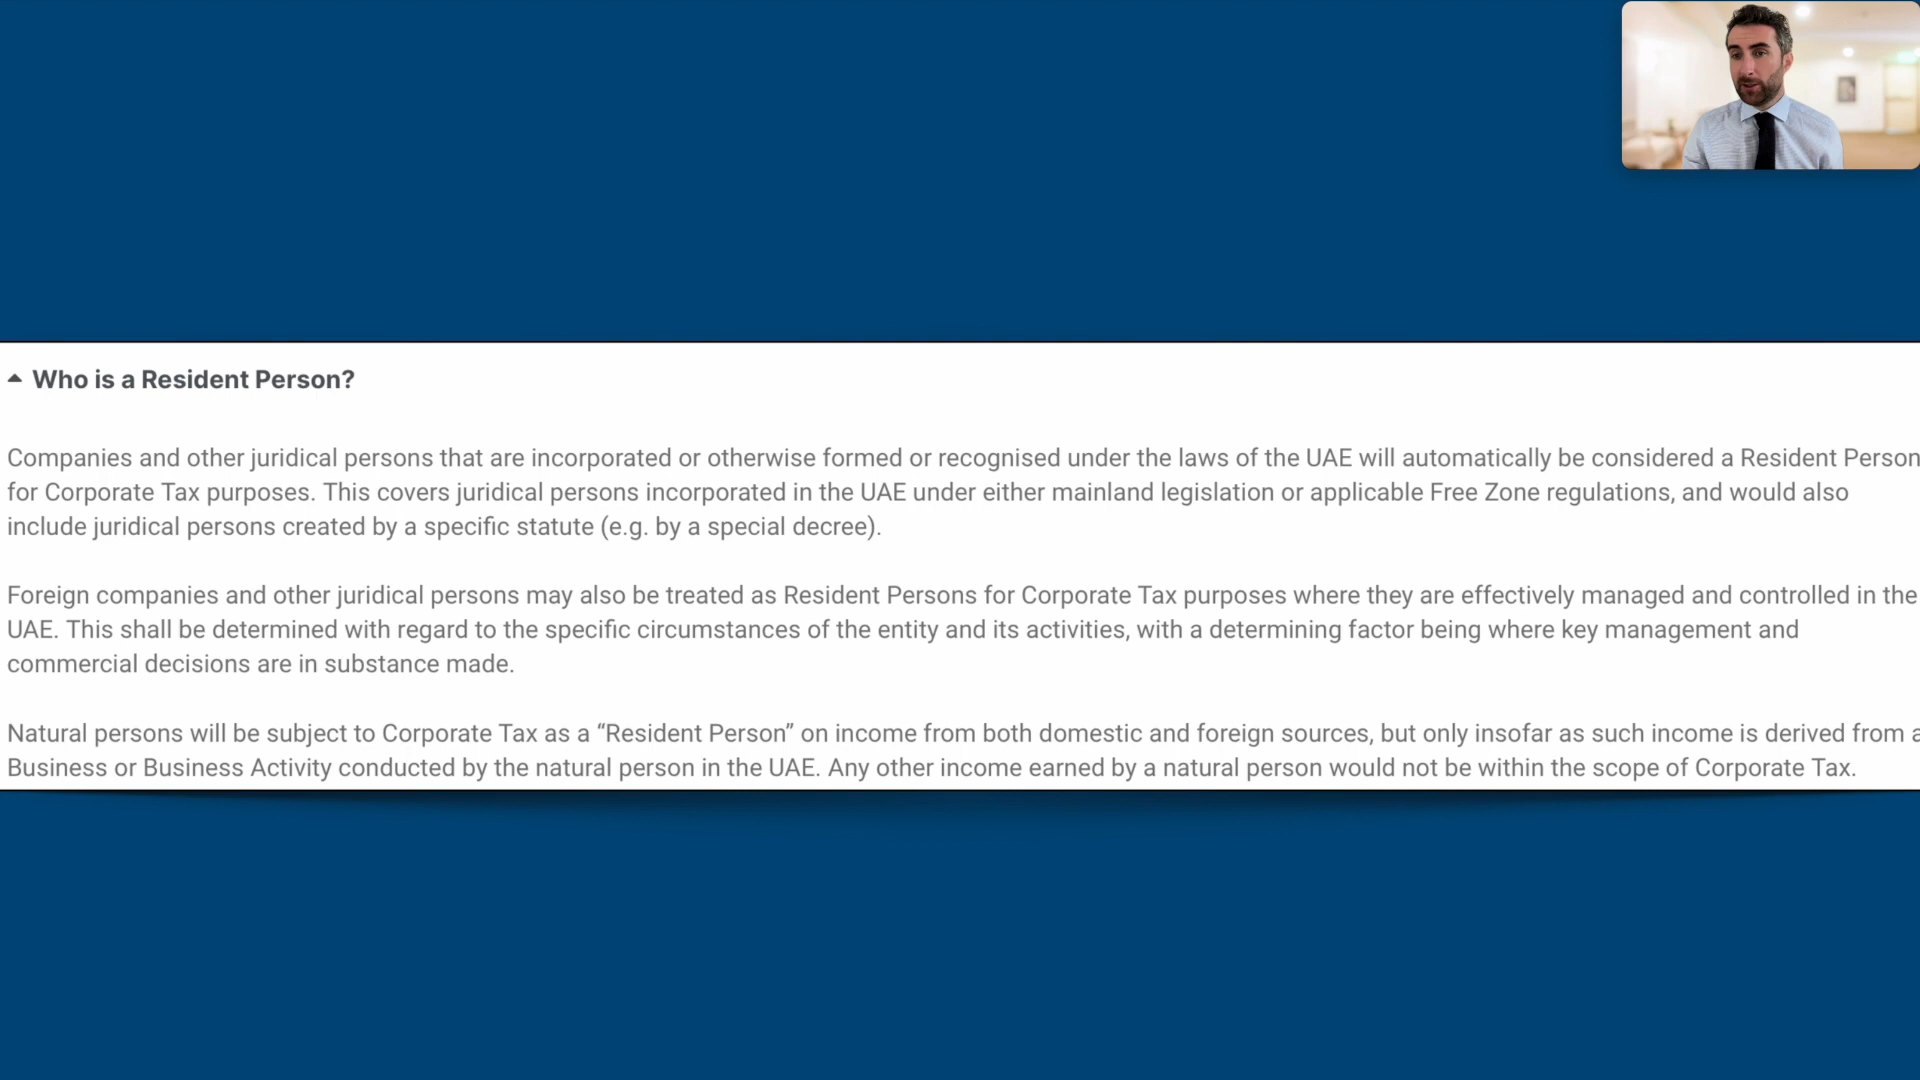 Who is a Resident Person?
Companies and other juridical persons that are incorporated or otherwise formed or recognised under the laws of the UAE will automatically be considered a Resident Person
for Corporate Tax purposes. This covers juridical persons incorporated in the UAE under either mainland legislation or applicable Free Zone regulations, and would also
include juridical persons created by a specific statute (e.g. by a special decree).
Foreign companies and other juridical persons may also be treated as Resident Persons for Corporate Tax purposes where they are effectively managed and controlled in the
UAE. This shall be determined with regard to the specific circumstances of the entity and its activities, with a determining factor being where key management and
commercial decisions are in substance made.
Natural persons will be subject to Corporate Tax as a “Resident Person” on income from both domestic and foreign sources, but only insofar as such income is derived from a
Business or Business Activity conducted by the natural person in the UAE. Any other income earned by a natural person would not be within the scope of Corporate Tax.